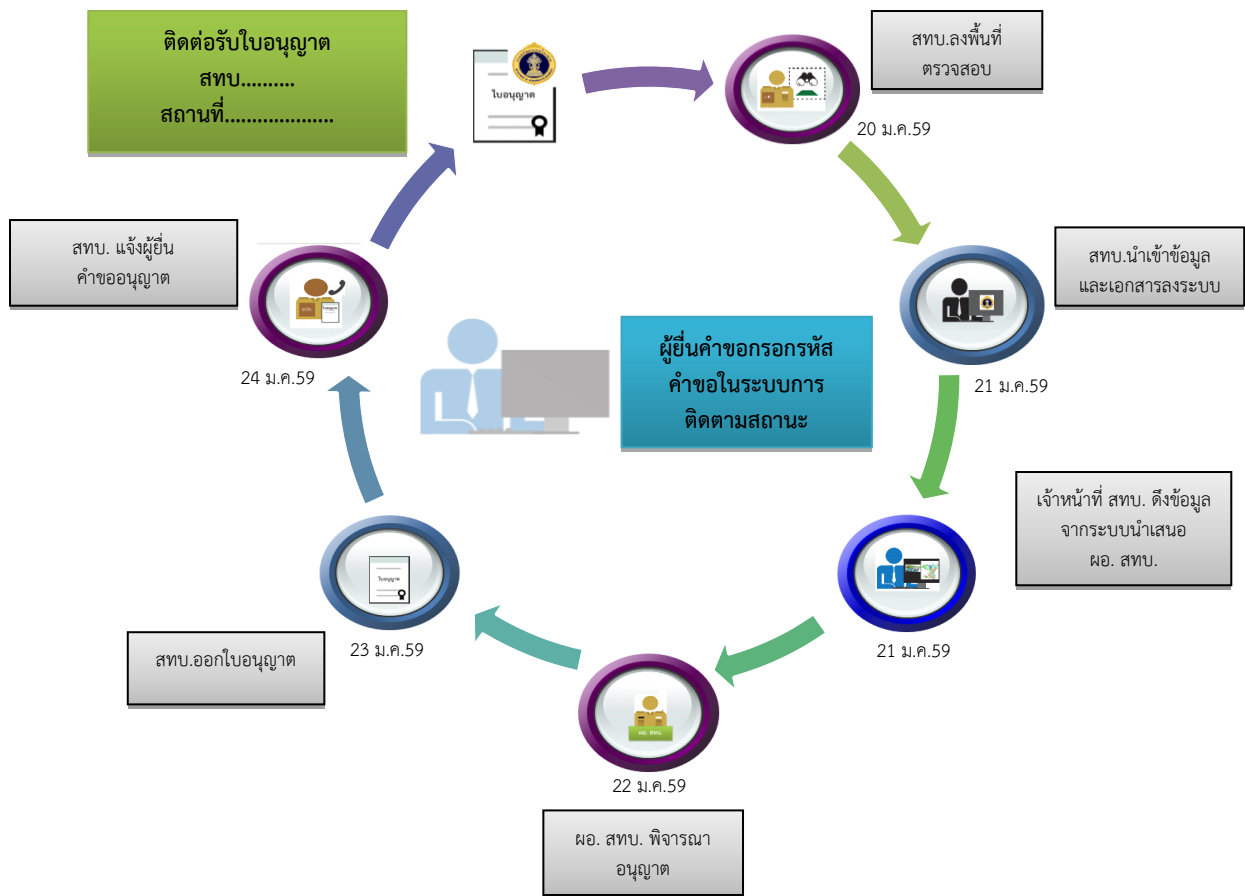 ติดต่อรับใบอนุญาต
สทบ..........
สถานที่....................
ใบอนุญาต
สทบ.ลงพื้นที่
ตรวจสอบ
20 ม.ค.59
สทบ. แจ้งผู้ยื่น
คำขออนุญาต
ใบอนุญาต
24 ม.ค.59
สทบ.นำเข้าข้อมูล
และเอกสารลงระบบ
21 ม.ค.59
ผู้ยื่นคำขอกรอกรหัส
คำขอในระบบการ
ติดตามสถานะ
เจ้าหน้าที่ สทบ. ดึงข้อมูล
จากระบบนำเสนอ
ผอ. สทบ.
21 ม.ค.59
ใบอนุญาต
23 ม.ค.59
สทบ.ออกใบอนุญาต
ผอ. สทบ.
22 ม.ค.59
ผอ. สทบ. พิจารณา
อนุญาต